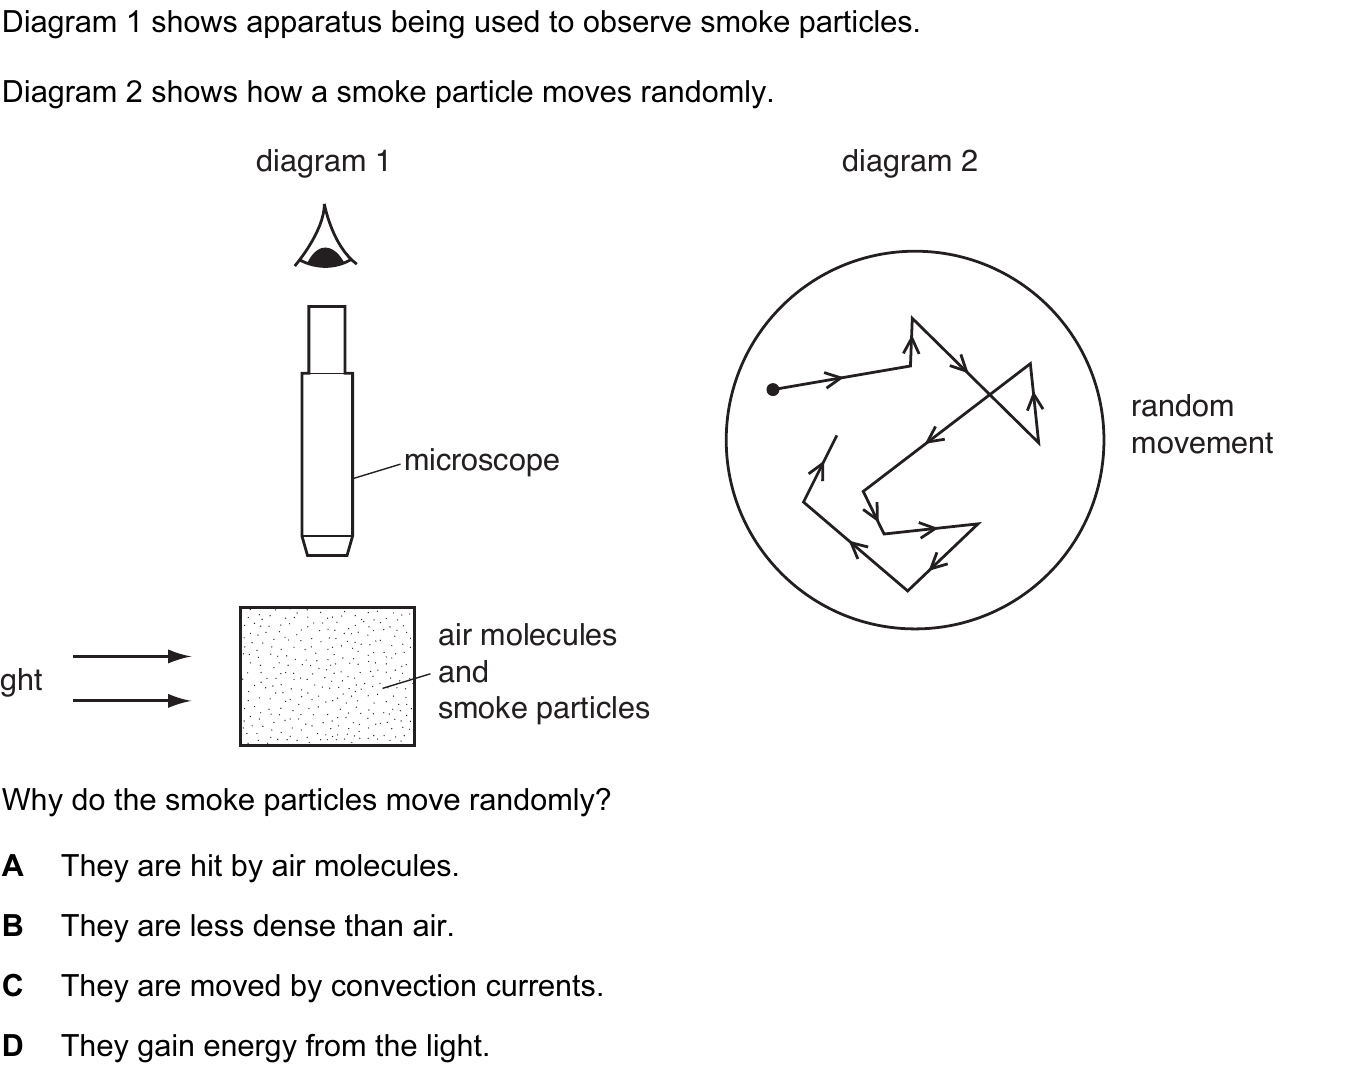 Diagram 1 shows apparatus being used to observe smoke particles.
Diagram 2 shows how a smoke particle moves randomly.
diagram 1
diagram 2
random
movement
microscope
air molecules
and
smoke particles
ght
Why do the smoke particles move randomly?
A They are hit by air molecules.
B They are less dense than air.
C They are moved by convection currents.
D They gain energy from the light.